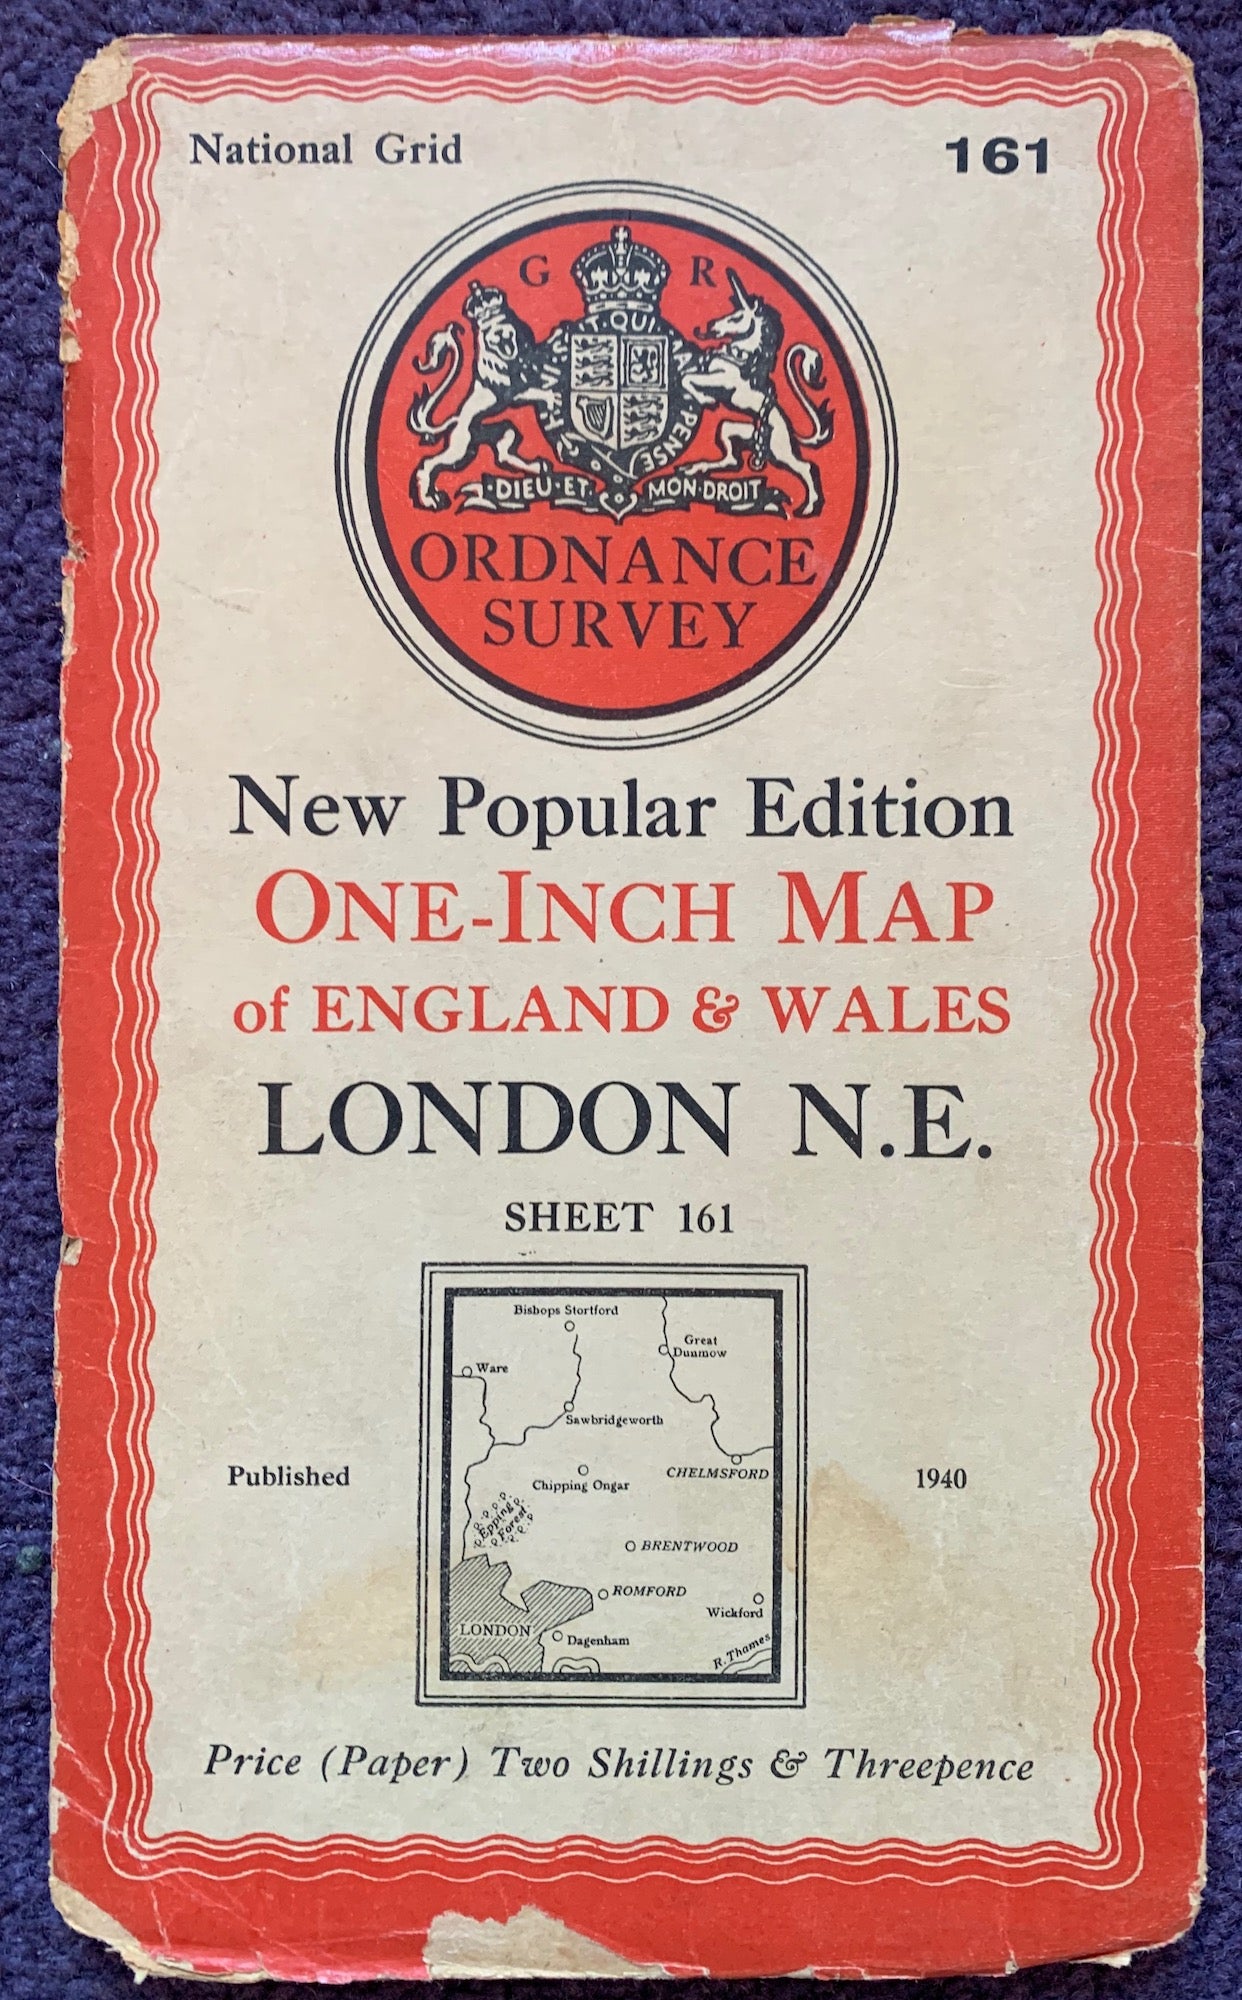 National Grid 161
G R
HONI·SOIT·QUI·MAL·Y·PENSE
·DIEU·ET· MON·DROIT
ORDNANCE
SURVEY
New Popular Edition
ONE-INCH MAP
of ENGLAND & WALES
LONDON N.E.
SHEET 161
Bishops Stortford
Great
Dunmow
Ware
Sawbridgeworth
CHELMSFORD
Chipping Ongar
Published
1940
Epping
Forest
BRENTWOOD
ROMFORD
Wickford
LONDON
Dagenham
R. Thames
Price (Paper) Two Shillings & Threepence